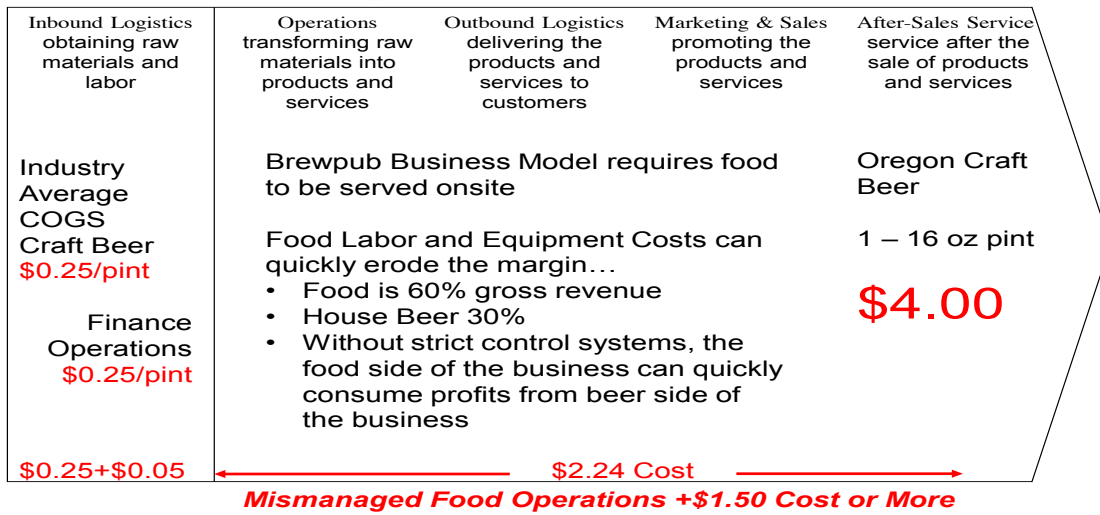 Inbound Logistics
obtaining raw
materials and
labor
Operations
transforming raw
materials into
products and
services
Outbound Logistics
delivering the
products and
services to
customers
Marketing & Sales
promoting the
products and
services
After-Sales Service
service after the
sale of products
and services
Industry
Average
COGS
Craft Beer
$0.25/pint
Finance
Operations
$0.25/pint
$0.25+$0.05
Brewpub Business Model requires food
to be served onsite
Food Labor and Equipment Costs can
quickly erode the margin…
• Food is 60% gross revenue
• House Beer 30%
• Without strict control systems, the
food side of the business can quickly
consume profits from beer side of
the business
$2.24 Cost
Oregon Craft
Beer
1 – 16 oz pint
$4.00
Mismanaged Food Operations +$1.50 Cost or More